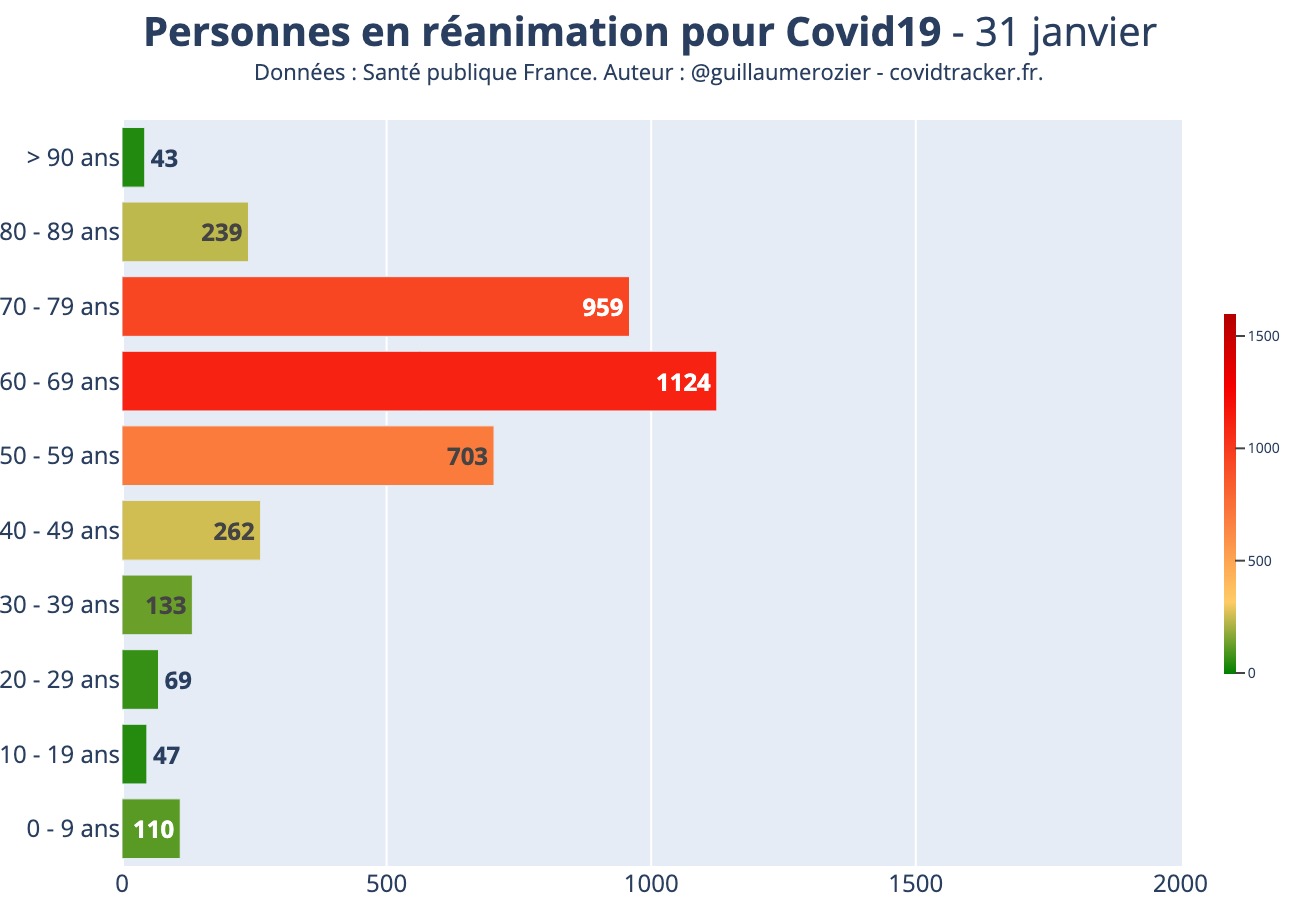 Personnes en réanimation pour Covid19 - 31 janvier
Données : Santé publique France. Auteur : @guillaumerozier - covidtracker.fr.
> 90 ans 43
80 - 89 ans 239
70 - 79 ans 959
60 - 69 ans 1124
50 - 59 ans 703
40 - 49 ans 262
30 - 39 ans 133
20 - 29 ans 69
10 - 19 ans 47
0 - 9 ans 110
0 500 1000 1500 2000
1500
1000
500
0